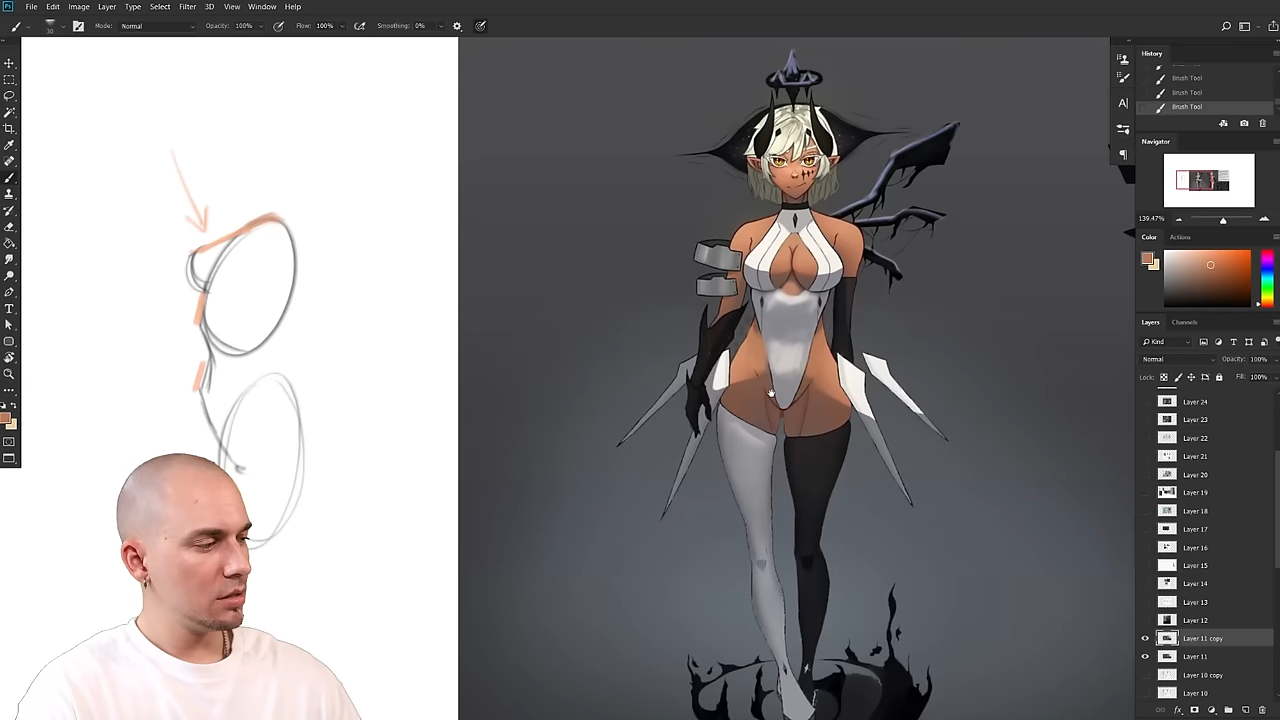 Ps File Edit Image Layer Type Select Filter 3D View Window Help
30 Mode: Normal Opacity: 100% Flow: 100% Smoothing: 0%
History
Brush Tool
Brush Tool
Brush Tool
Navigator
139.47%
Color Actions
Layers Channels
Kind
Normal Opacity: 100%
Lock: Fill: 100%
Layer 24
Layer 23
Layer 22
Layer 21
Layer 20
Layer 19
Layer 18
Layer 17
Layer 16
Layer 15
Layer 14
Layer 13
Layer 12
Layer 11 copy
Layer 11
Layer 10 copy
Layer 10